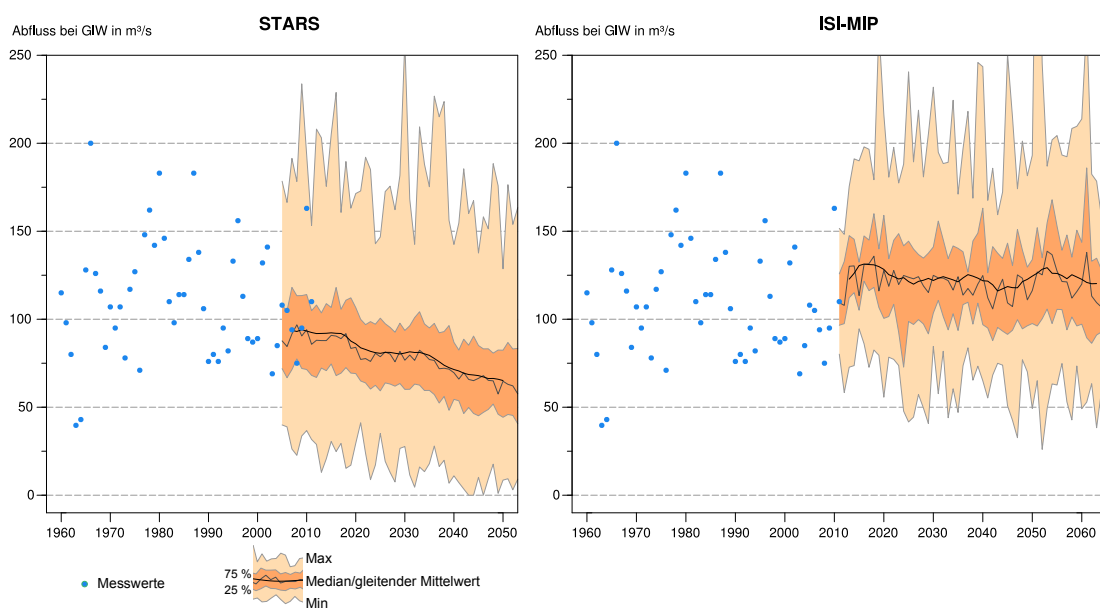 STARS
Abfluss bei GlW in m³/s
250
200
150
100
50
0
1960 1970 1980 1990 2000 2010 2020 2030 2040 2050
ISI-MIP
Abfluss bei GlW in m³/s
250
200
150
100
50
0
1960 1970 1980 1990 2000 2010 2020 2030 2040 2050 2060
Messwerte
Max
75 %
Median/gleitender Mittelwert
25 %
Min